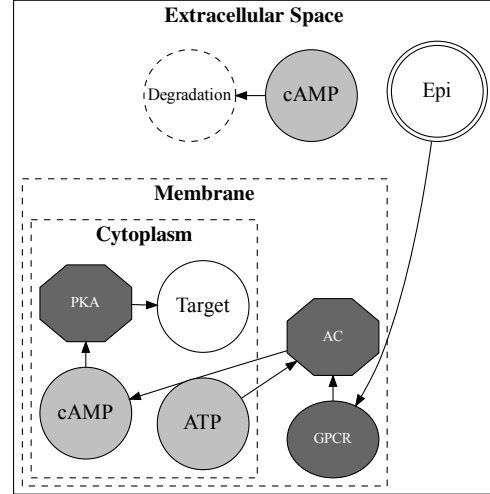 Extracellular Space
Degradation
cAMP
Epi
Membrane
Cytoplasm
PKA
Target
AC
cAMP
ATP
GPCR